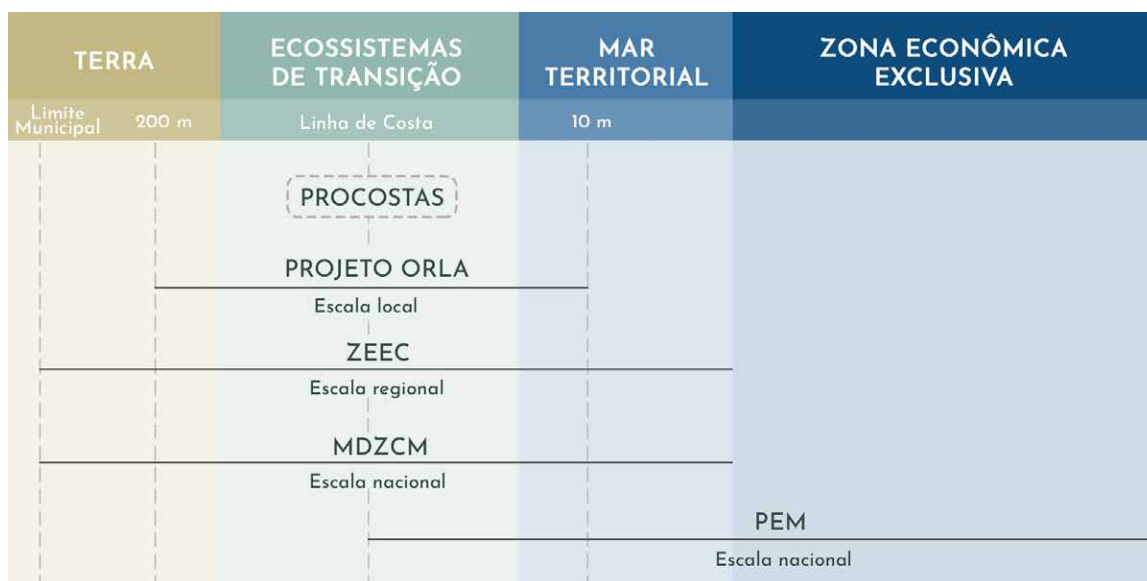 TERRA
ECOSSISTEMAS
DE TRANSIÇÃO
MAR
TERRITORIAL
ZONA ECONÔMICA
EXCLUSIVA
Limite
Municipal
200 m
Linha de Costa
10 m
PROCOSTAS
PROJETO ORLA
Escala local
ZEEC
Escala regional
MDZCM
Escala nacional
PEM
Escala nacional